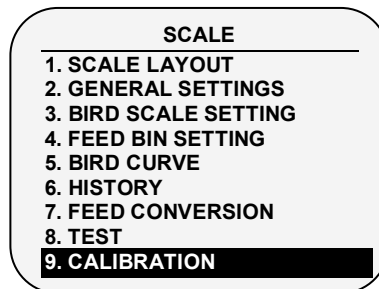 SCALE
1. SCALE LAYOUT
2. GENERAL SETTINGS
3. BIRD SCALE SETTING
4. FEED BIN SETTING
5. BIRD CURVE
6. HISTORY
7. FEED CONVERSION
8. TEST
9. CALIBRATION